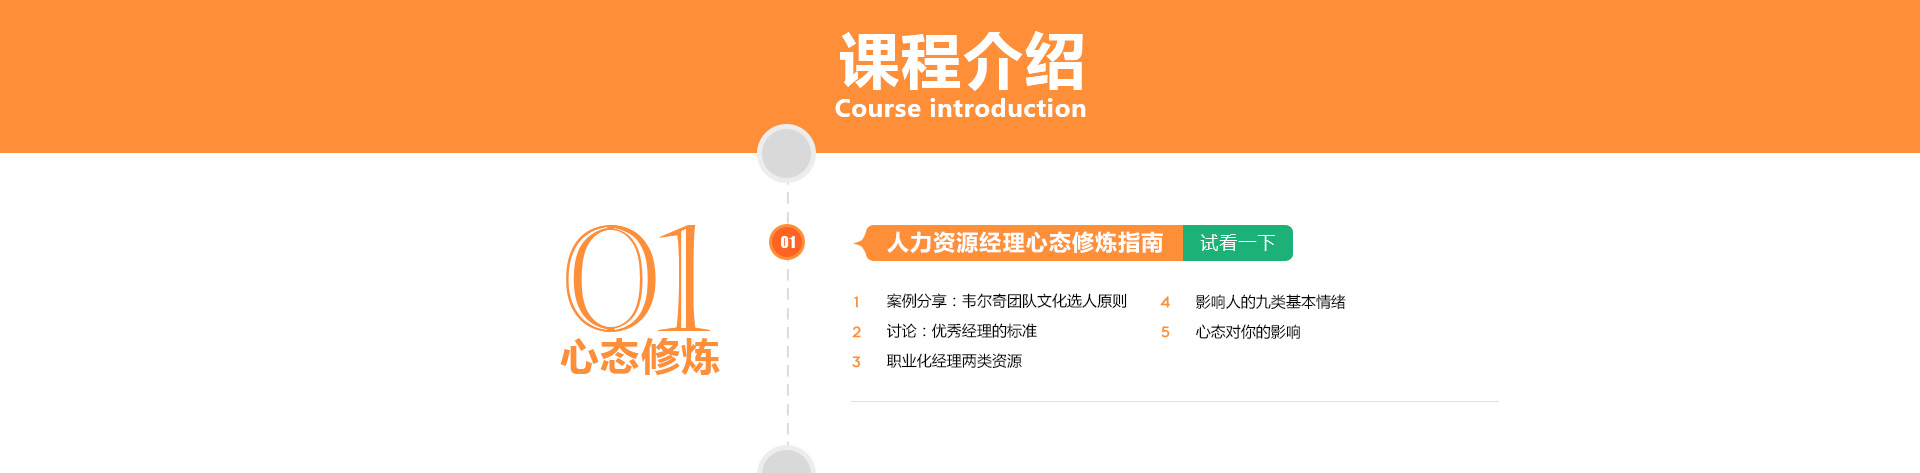 课程介绍
Course introduction
01
心态修炼
01
人力资源经理心态修炼指南 试看一下
1 案例分享：韦尔奇团队文化选人原则
2 讨论：优秀经理的标准
3 职业化经理两类资源
4 影响人的九类基本情绪
5 心态对你的影响